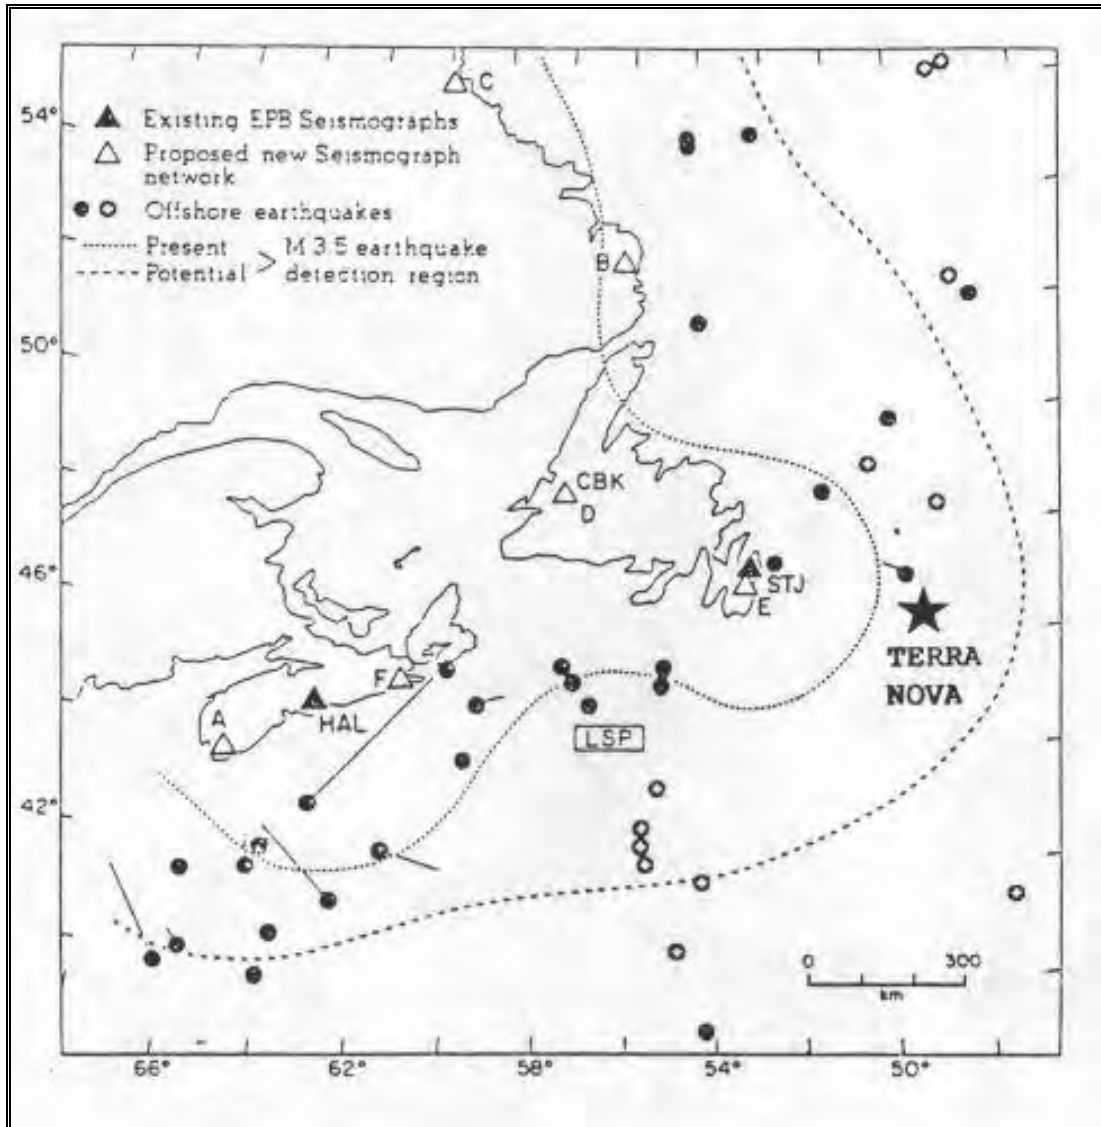 C
54°
Existing EPB Seismographs
Proposed new Seismograph
network
Offshore earthquakes
Present
Potential
> M 3.5 earthquake
detection region
B
50°
CBK
D
46°
STJ
E
TERRA
NOVA
F
A
HAL
LSP
42°
0 300
km
66° 62° 58° 54° 50°